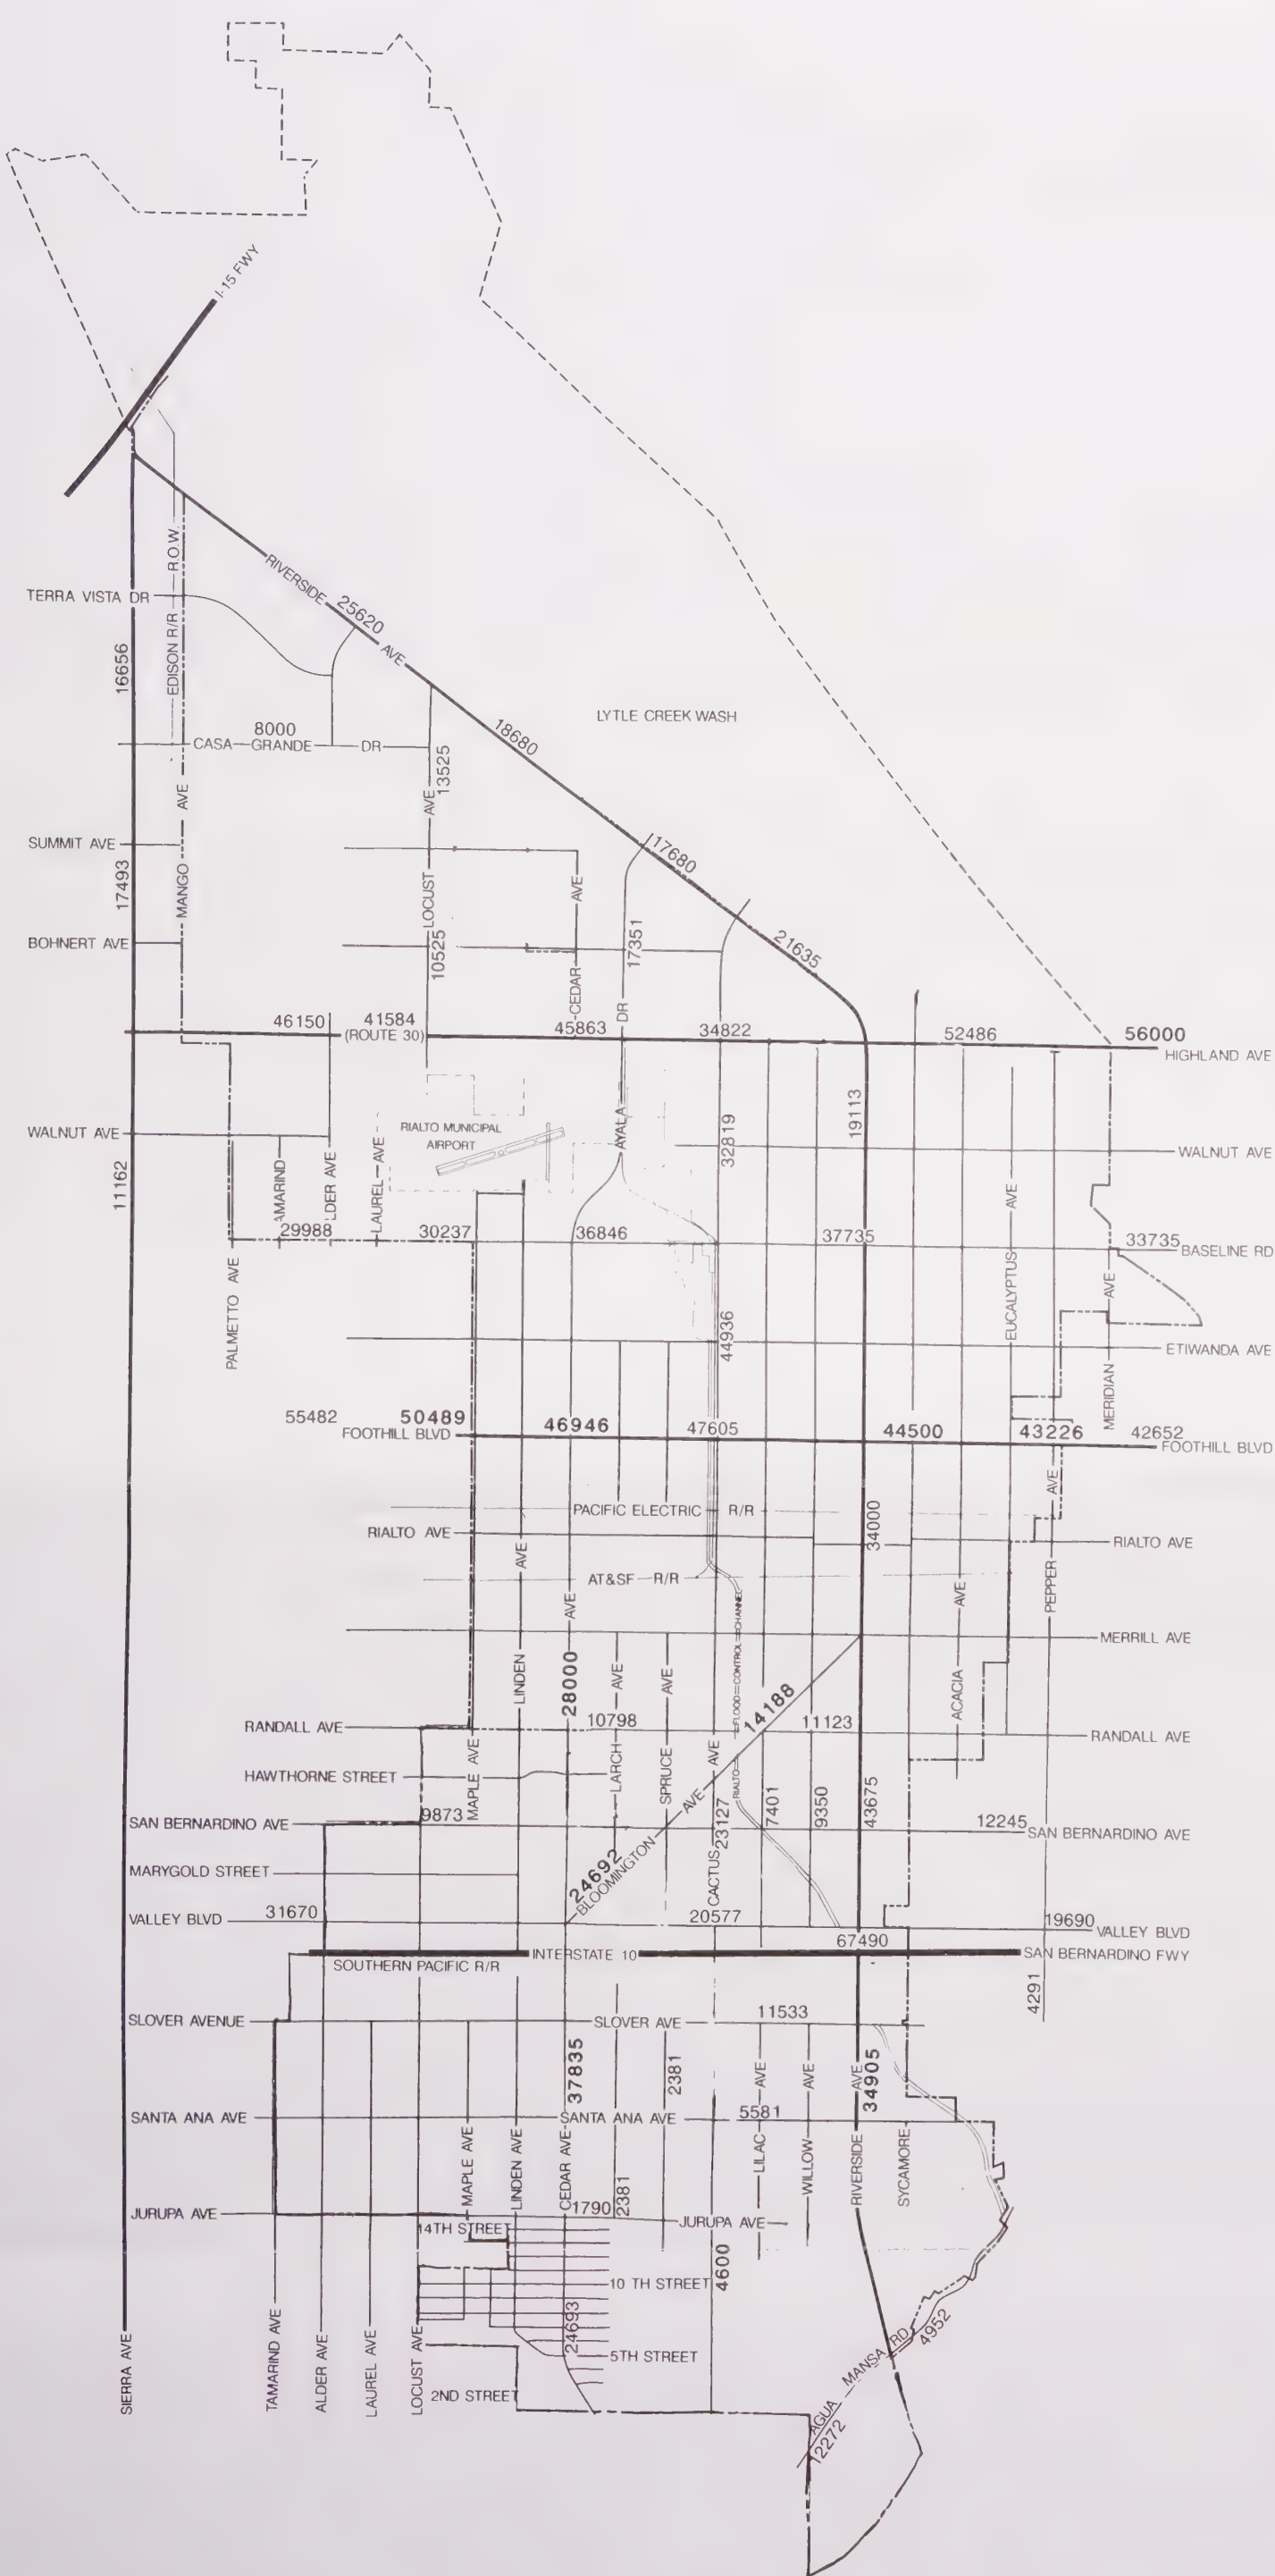 I-15 FWY
EDISON R/R R.O.W.
RIVERSIDE AVE
25620
TERRA VISTA DR
16656
LYTLE CREEK WASH
18680
8000
CASA GRANDE DR
13525
SUMMIT AVE
17493
MANGO AVE
LOCUST AVE
CEDAR AVE
17680
BOHNERT AVE
10525
17351
21635
46150
41584
(ROUTE 30)
45863
DR
34822
52486
56000
HIGHLAND AVE
RIALTO MUNICIPAL
AIRPORT
AYALA
19113
32819
WALNUT AVE
WALNUT AVE
11162
AMARIND
LDER AVE
LAUREL AVE
29988
30237
36846
37735
33735
BASELINE RD
PALMETTO AVE
EUCALYPTUS AVE
MERIDIAN AVE
44936
ETIWANDA AVE
55482
50489
46946
47605
44500
43226
42652
FOOTHILL BLVD
FOOTHILL BLVD
PACIFIC ELECTRIC R/R
34000
RIALTO AVE
RIALTO AVE
AT&SF R/R
LINDEN AVE
AVE
28000
PEPPER AVE
RIALTO FLOOD CONTROL CHANNEL
MERRILL AVE
ACACIA AVE
14188
RANDALL AVE
10798
11123
RANDALL AVE
LARCH AVE
SPRUCE AVE
MAPLE AVE
HAWTHORNE STREET
CACTUS AVE
23127
7401
9350
43675
SAN BERNARDINO AVE
9873
12245
SAN BERNARDINO AVE
24692
BLOOMINGTON AVE
MARYGOLD STREET
VALLEY BLVD
31670
20577
19690
VALLEY BLVD
67490
INTERSTATE 10
SAN BERNARDINO FWY
SOUTHERN PACIFIC R/R
4291
SLOVER AVENUE
SLOVER AVE
11533
37835
2381
34905
SANTA ANA AVE
SANTA ANA AVE
5581
MAPLE AVE
LINDEN AVE
CEDAR AVE
2381
LILAC AVE
WILLOW AVE
RIVERSIDE AVE
SYCAMORE
JURUPA AVE
1790
JURUPA AVE
14TH STREET
10 TH STREET
4600
24693
5TH STREET
2ND STREET
SIERRA AVE
TAMARIND AVE
ALDER AVE
LAUREL AVE
LOCUST AVE
AGUA MANSA RD
4952
12272